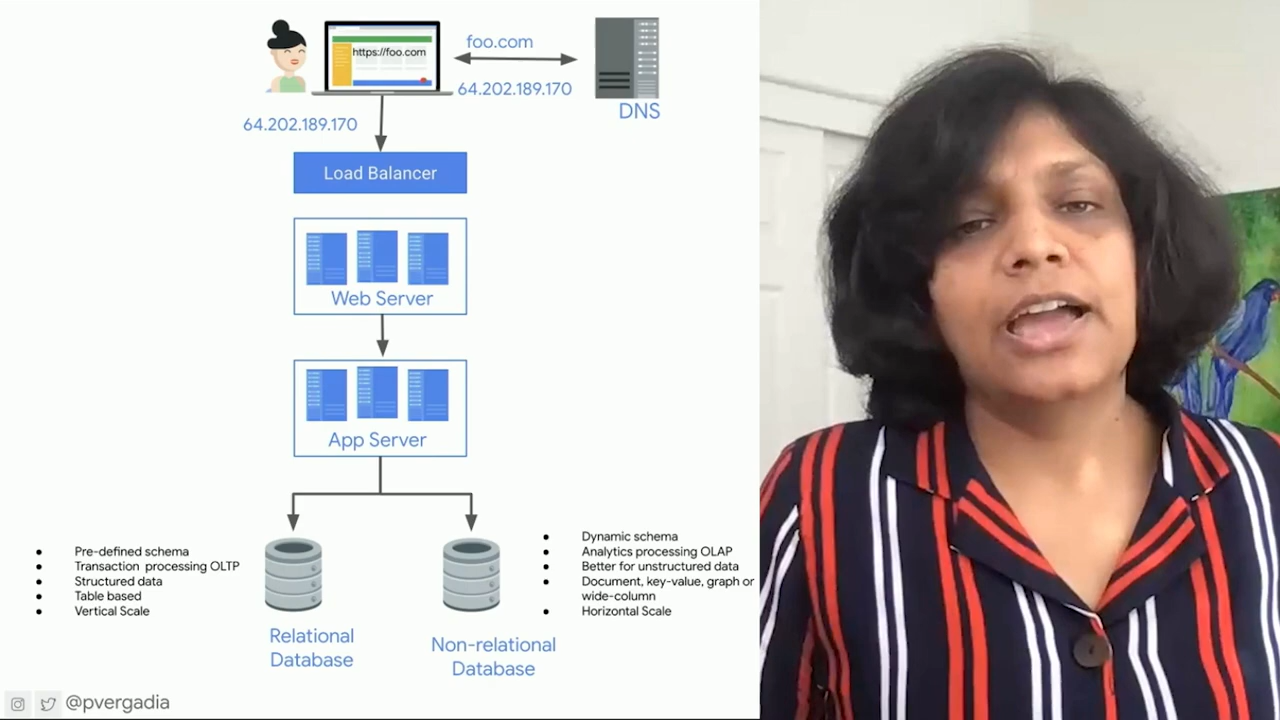 https://foo.com
foo.com
64.202.189.170
DNS
64.202.189.170
Load Balancer
Web Server
App Server
Pre-defined schema
Transaction processing OLTP
Structured data
Table based
Vertical Scale
Dynamic schema
Analytics processing OLAP
Better for unstructured data
Document, key-value, graph or
wide-column
Horizontal Scale
Relational
Database
Non-relational
Database
@pvergadia